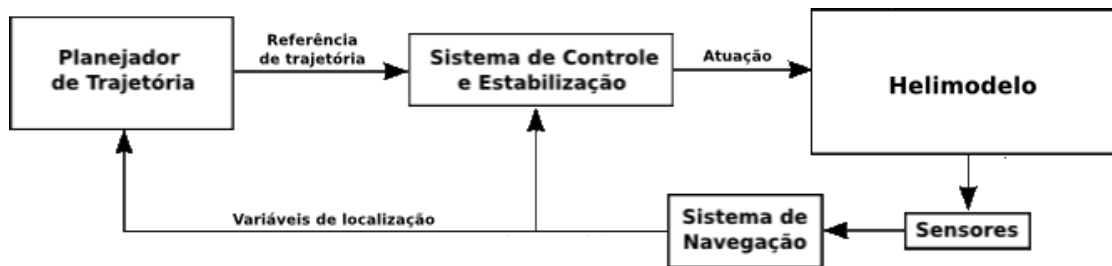 Planejador
de Trajetória
Referência
de trajetória
Sistema de Controle
e Estabilização
Atuação
Helimodelo
Variáveis de localização
Sistema de
Navegação
Sensores